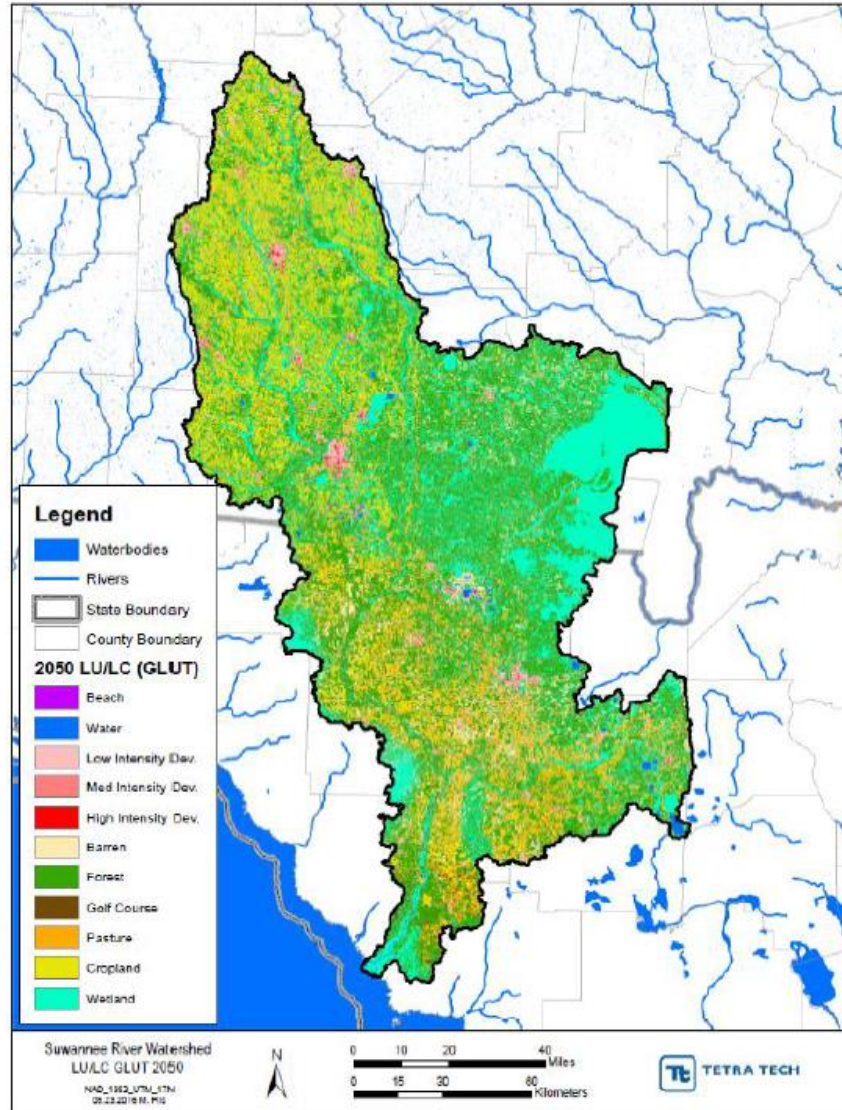 Legend
Waterbodies
Rivers
State Boundary
County Boundary
2050 LU/LC (GLUT)
Beach
Water
Low Intensity Dev.
Med Intensity Dev.
High Intensity Dev.
Barren
Forest
Golf Course
Pasture
Cropland
Wetland
Suwannee River Watershed
LU/LC GLUT 2050
N
0 10 20 40
Miles
0 15 30 60
Kilometers
Tt TETRA TECH